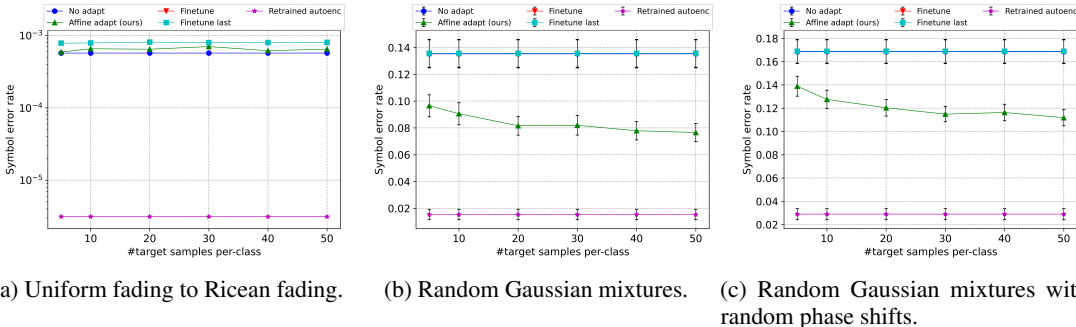 No adapt
Affine adapt (ours)
Finetune
Finetune last
Retrained autoenc
10⁻³
10⁻⁴
10⁻⁵
Symbol error rate
10 20 30 40 50
#target samples per-class
No adapt
Affine adapt (ours)
Finetune
Finetune last
Retrained autoenc
0.14
0.12
0.10
0.08
0.06
0.04
0.02
Symbol error rate
10 20 30 40 50
#target samples per-class
No adapt
Affine adapt (ours)
Finetune
Finetune last
Retrained autoenc
0.18
0.16
0.14
0.12
0.10
0.08
0.06
0.04
0.02
Symbol error rate
10 20 30 40 50
#target samples per-class
a) Uniform fading to Ricean fading.
(b) Random Gaussian mixtures.
(c) Random Gaussian mixtures wit
random phase shifts.